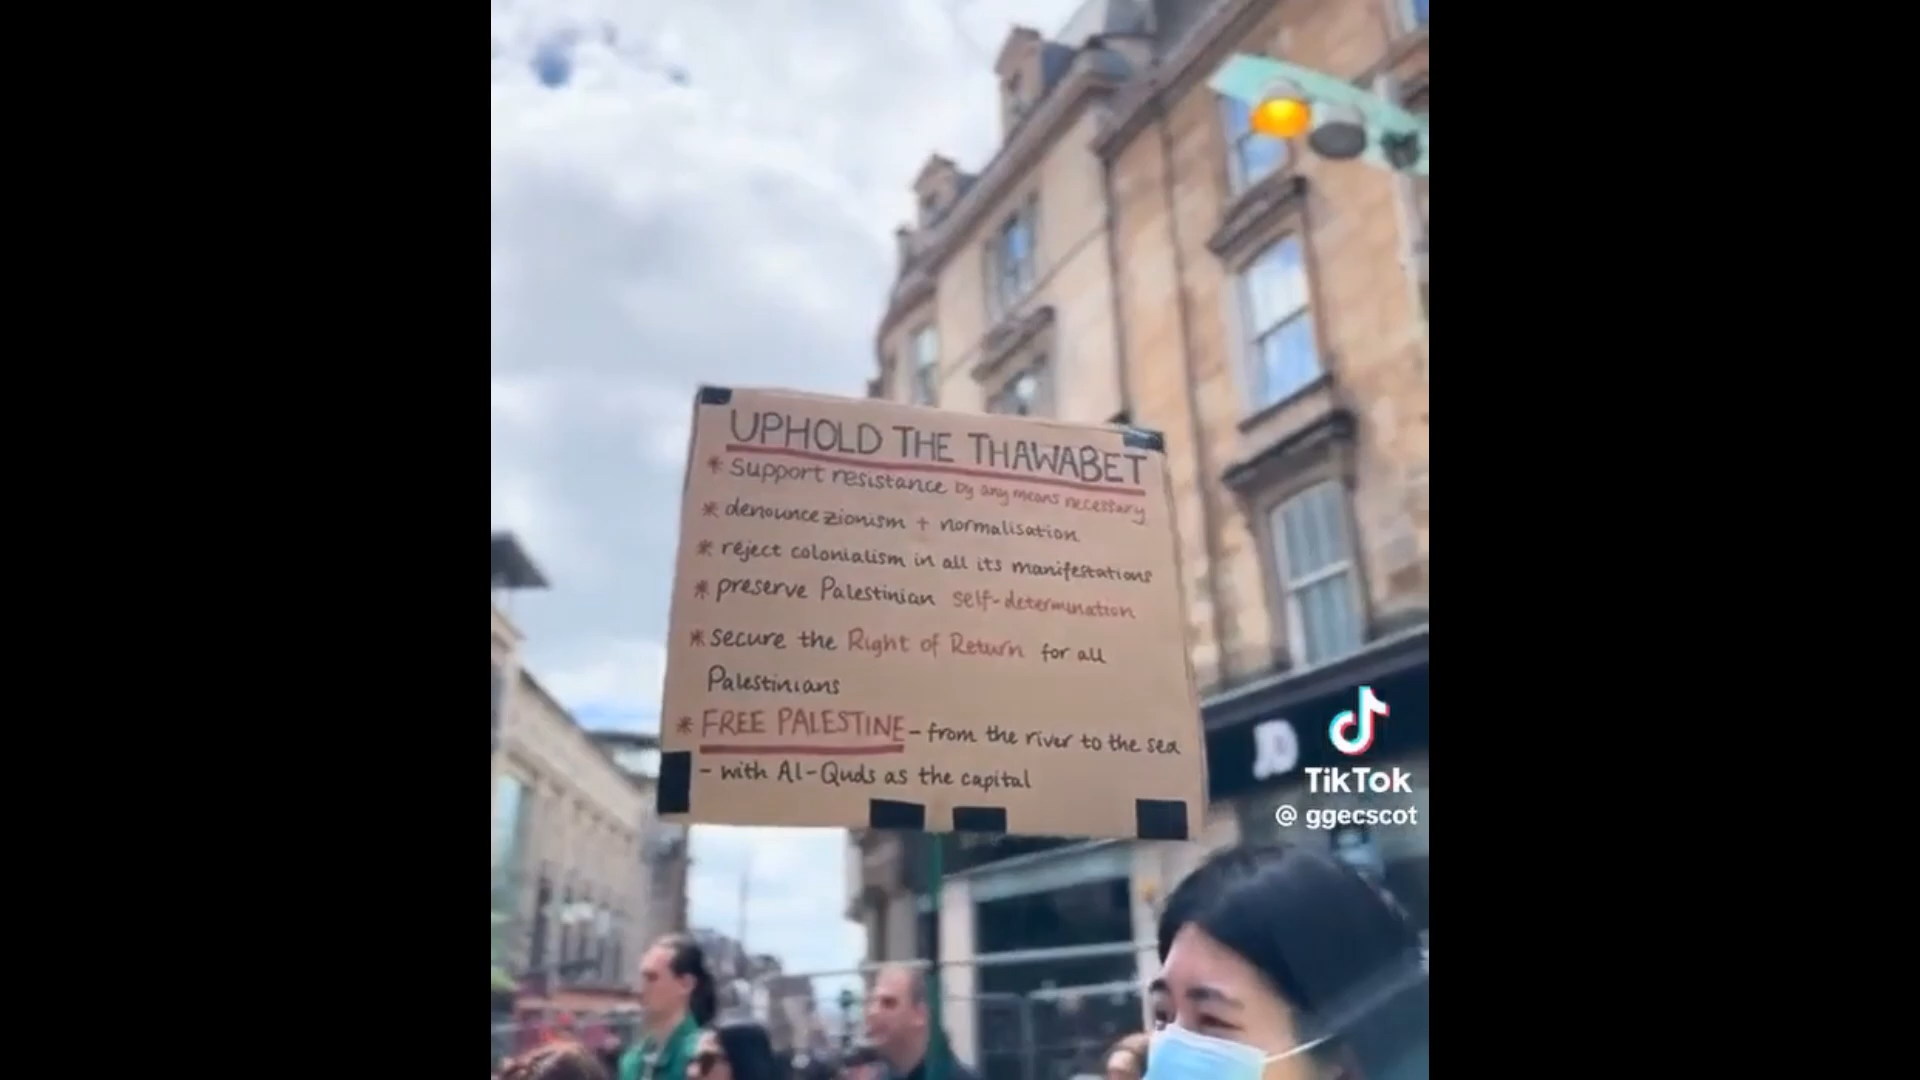 UPHOLD THE THAWABET
* Support resistance by any means necessary
* denounce zionism + normalisation
* reject colonialism in all its manifestations
* preserve Palestinian self-determination
* secure the Right of Return for all
Palestinians
* FREE PALESTINE - from the river to the sea
- with Al-Quds as the capital
JD
TikTok
@ ggecscot